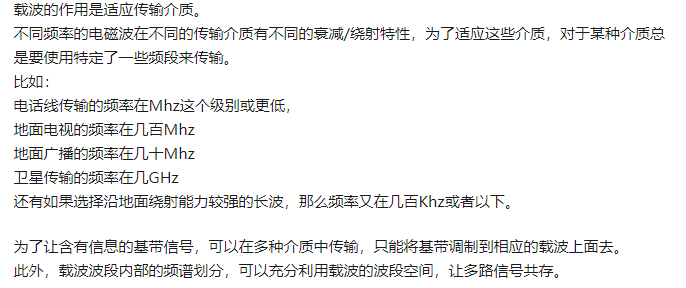 载波的作用是适应传输介质。
不同频率的电磁波在不同的传输介质有不同的衰减/绕射特性，为了适应这些介质，对于某种介质总
是要使用特定了一些频段来传输。
比如：
电话线传输的频率在Mhz这个级别或更低，
地面电视的频率在几百Mhz
地面广播的频率在几十Mhz
卫星传输的频率在几GHz
还有如果选择沿地面绕射能力较强的长波，那么频率又在几百Khz或者以下。
为了让含有信息的基带信号，可以在多种介质中传输，只能将基带调制到相应的载波上面去。
此外，载波波段内部的频谱划分，可以充分利用载波的波段空间，让多路信号共存。